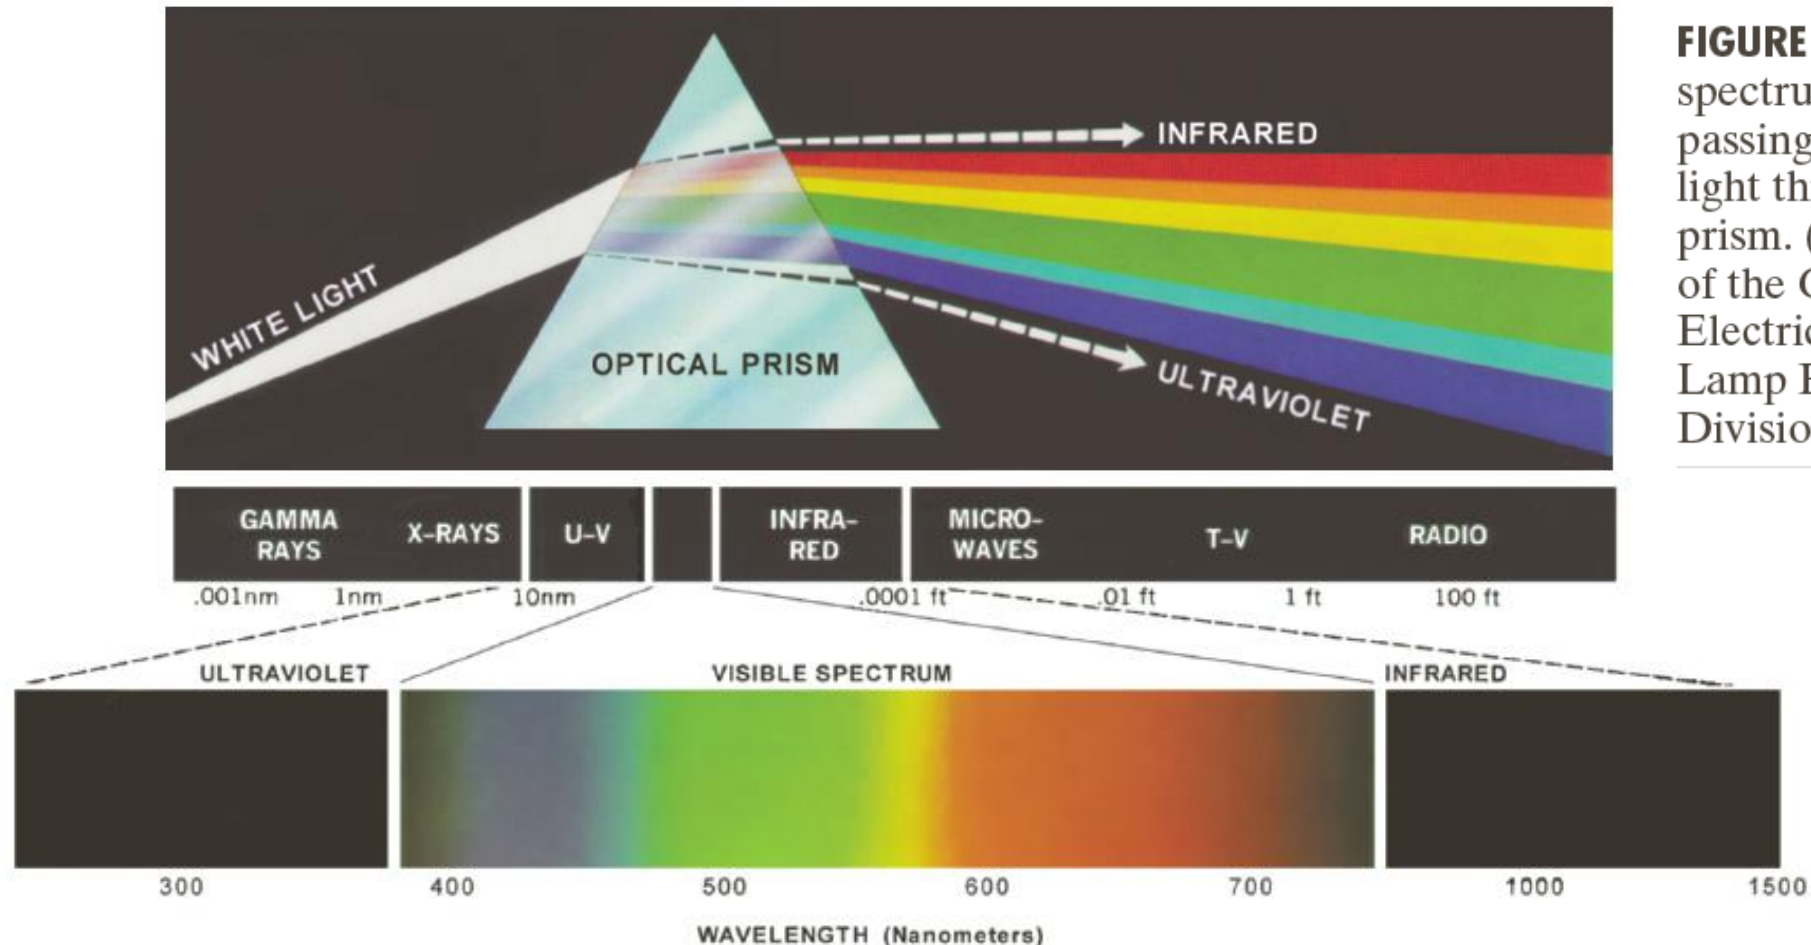 FIGURE
spectru
passing
light th
prism. (
of the
Electric
Lamp
Divisio
INFRARED
WHITE LIGHT
OPTICAL PRISM
ULTRAVIOLET
GAMMA
RAYS
X–RAYS
U–V
INFRA–
RED
MICRO–
WAVES
T–V
RADIO
.001nm 1nm 10nm .0001 ft .01 ft 1 ft 100 ft
ULTRAVIOLET VISIBLE SPECTRUM INFRARED
300 400 500 600 700 1000 1500
WAVELENGTH (Nanometers)